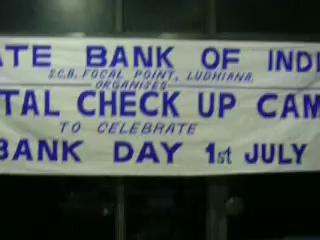 ATE BANK OF INDI
S.C.B. FOCAL POINT, LUDHIANA.
ORGANISES
TAL CHECK UP CAM
TO CELEBRATE
BANK DAY 1st JULY